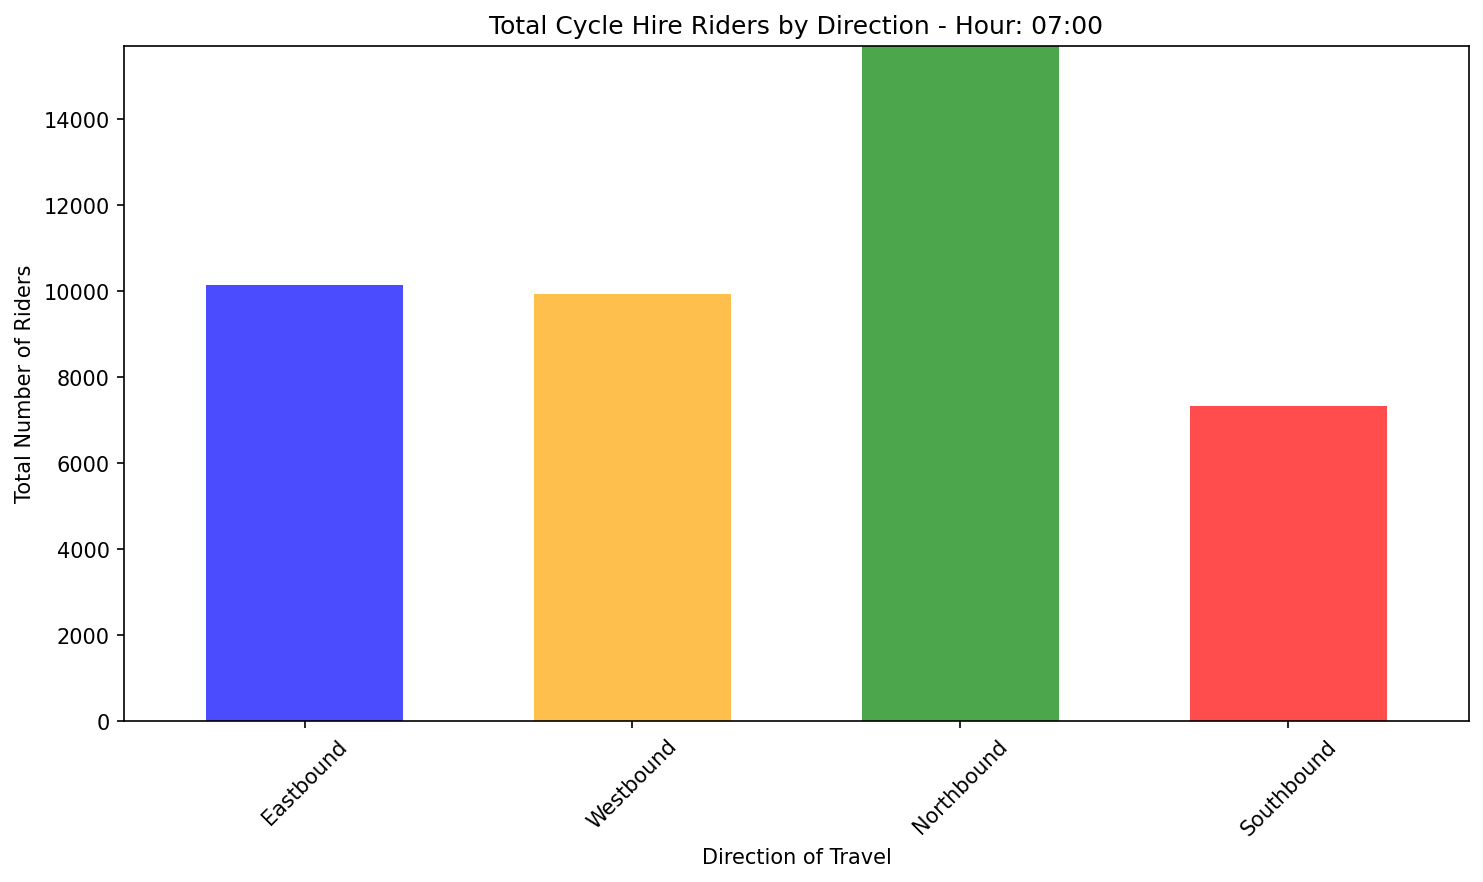 Total Cycle Hire Riders by Direction - Hour: 07:00
Total Number of Riders
14000
12000
10000
8000
6000
4000
2000
0
Eastbound
Westbound
Northbound
Southbound
Direction of Travel